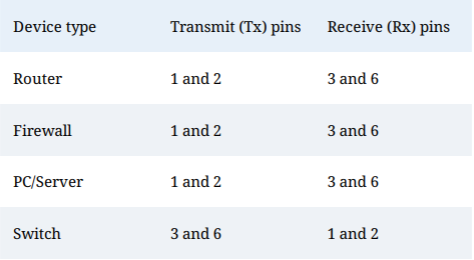 Device type Transmit (Tx) pins Receive (Rx) pins
Router 1 and 2 3 and 6
Firewall 1 and 2 3 and 6
PC/Server 1 and 2 3 and 6
Switch 3 and 6 1 and 2